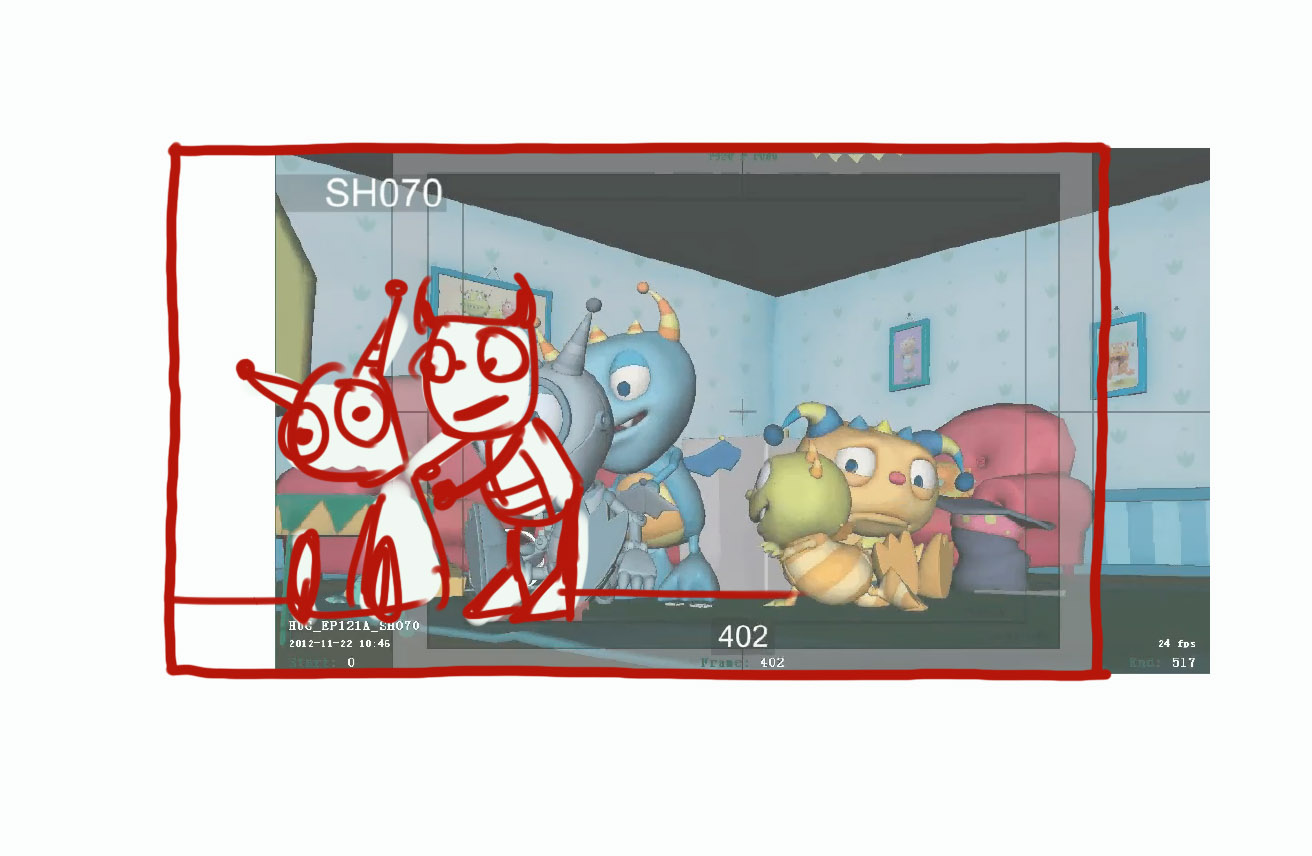 SH070
HUG_EP121A_SH070
2012-11-22 10:46
Start: 0
402
Frame: 402
24 fps
End: 517